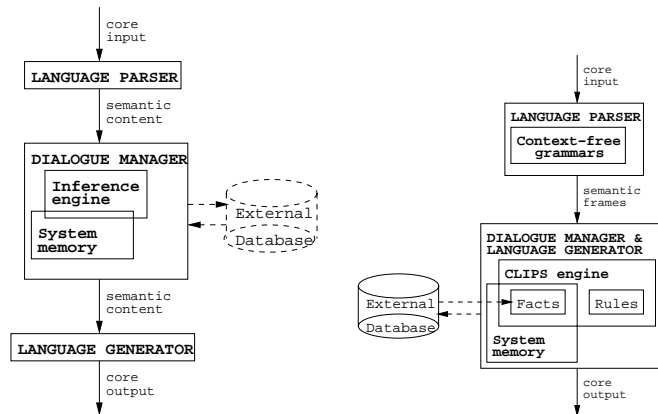 core
input
LANGUAGE PARSER
semantic
content
DIALOGUE MANAGER
Inference
engine
System
memory
External
Database
semantic
content
LANGUAGE GENERATOR
core
output
core
input
LANGUAGE PARSER
Context-free
grammars
semantic
frames
DIALOGUE MANAGER &
LANGUAGE GENERATOR
CLIPS engine
Facts
Rules
System
memory
External
Database
core
output